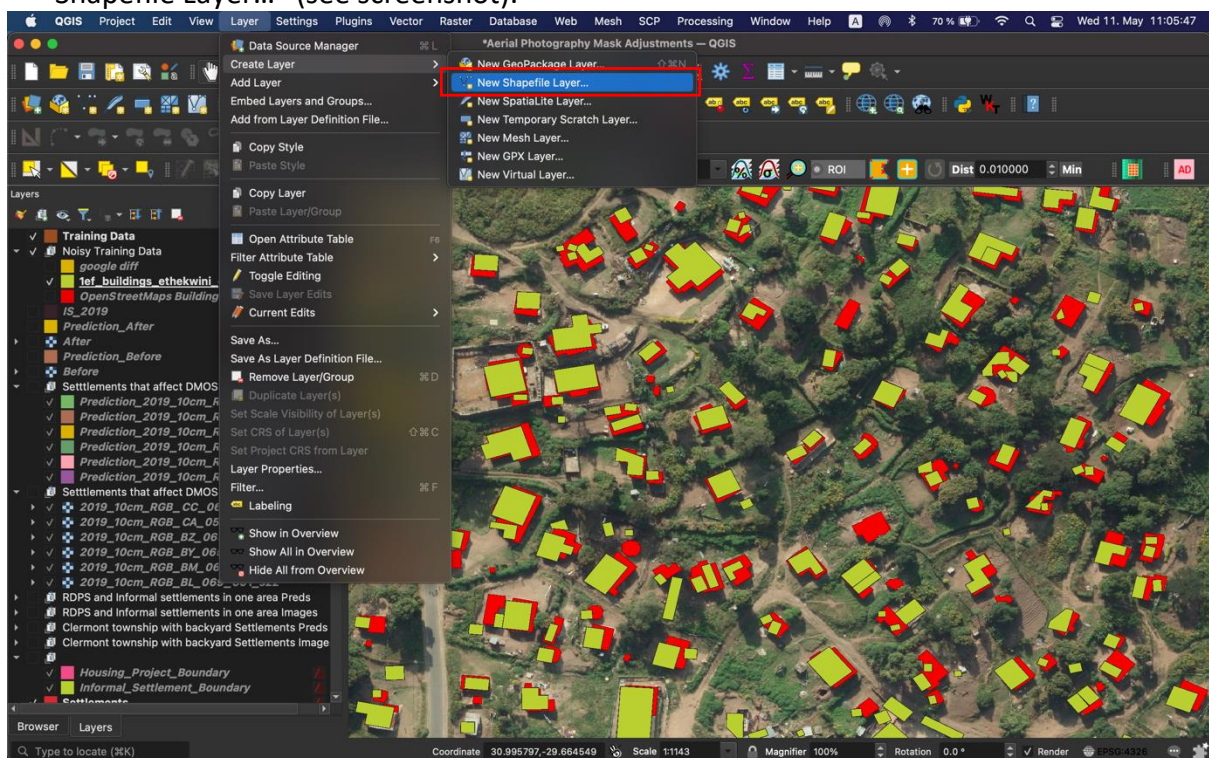 Shapefile Layer..." (see screenshot).
QGIS Project Edit View Layer Settings Plugins Vector Raster Database Web Mesh SCP Processing Window Help A 70 % Wed 11. May 11:05:47
*Aerial Photography Mask Adjustments — QGIS
Data Source Manager ⌘ L
Create Layer >
Add Layer >
Embed Layers and Groups...
Add from Layer Definition File...
Copy Style
Paste Style
Copy Layer
Paste Layer/Group
Open Attribute Table F6
Filter Attribute Table >
Toggle Editing
Save Layer Edits
Current Edits >
Save As...
Save As Layer Definition File...
Remove Layer/Group ⌘ D
Duplicate Layer(s)
Set Scale Visibility of Layer(s)
Set CRS of Layer(s) ⇧ ⌘ C
Set Project CRS from Layer
Layer Properties...
Filter... ⌘ F
Labeling
Show in Overview
Show All in Overview
Hide All from Overview
New GeoPackage Layer... ⇧ ⌘ N
New Shapefile Layer...
New SpatiaLite Layer...
New Temporary Scratch Layer...
New Mesh Layer...
New GPX Layer...
New Virtual Layer...
ROI
Dist 0.010000 Min
AD
Layers
Training Data
Noisy Training Data
google diff
1ef_buildings_ethekwini_
OpenStreetMaps Building
IS_2019
Prediction_After
After
Prediction_Before
Before
Setttlements that affect DMOS
Prediction_2019_10cm_R
Prediction_2019_10cm_R
Prediction_2019_10cm_R
Prediction_2019_10cm_R
Prediction_2019_10cm_R
Prediction_2019_10cm_R
Setttlements that affect DMOS
2019_10cm_RGB_CC_06
2019_10cm_RGB_CA_05
2019_10cm_RGB_BZ_06
2019_10cm_RGB_BY_06
2019_10cm_RGB_BM_06
2019_10cm_RGB_BL_06
RDPS and Informal settlements in one area Preds
RDPS and Informal settlements in one area Images
Clermont township with backyard Settlements Preds
Clermont township with backyard Settlements Image
Housing_Project_Boundary
Informal_Settlement_Boundary
Settlements
Browser Layers
Type to locate (⌘K) Coordinate 30.995797,-29.664549 Scale 1:1143 Magnifier 100% Rotation 0.0 ° Render EPSG:4326